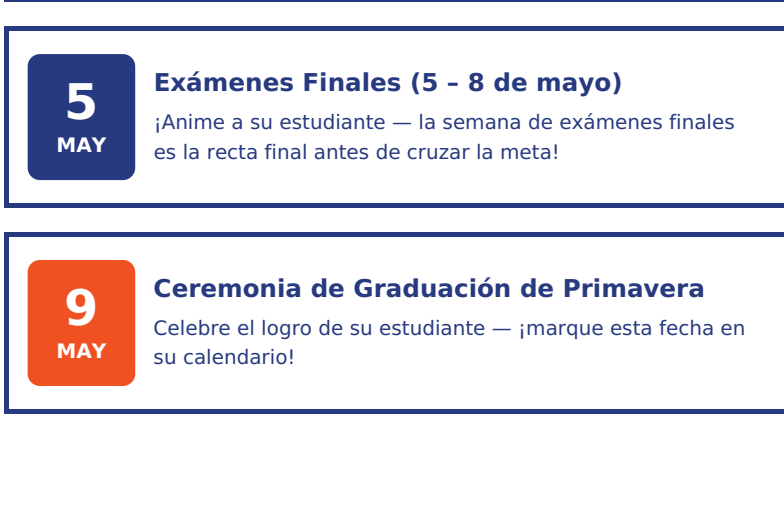 5
MAY
Exámenes Finales (5 – 8 de mayo)
¡Anime a su estudiante — la semana de exámenes finales
es la recta final antes de cruzar la meta!
9
MAY
Ceremonia de Graduación de Primavera
Celebre el logro de su estudiante — ¡marque esta fecha en
su calendario!